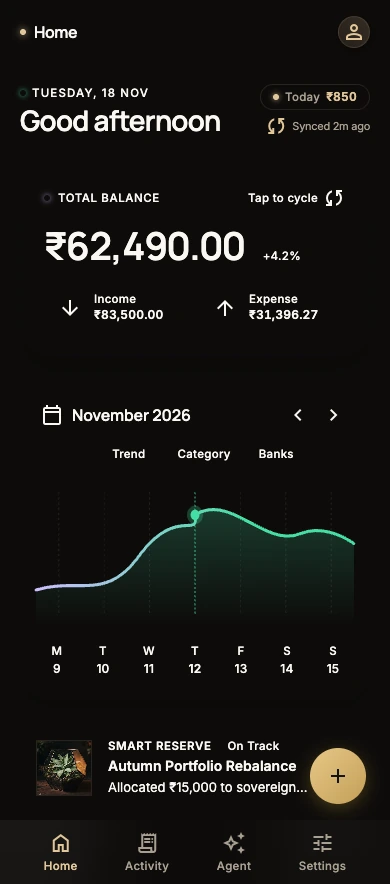 Home
TUESDAY, 18 NOV
Today ₹850
Good afternoon
Synced 2m ago
TOTAL BALANCE
Tap to cycle
₹62,490.00 +4.2%
Income
₹83,500.00
Expense
₹31,396.27
November 2026
Trend Category Banks
M T W T F S S
9 10 11 12 13 14 15
SMART RESERVE On Track
Autumn Portfolio Rebalance
Allocated ₹15,000 to sovereign...
Home Activity Agent Settings